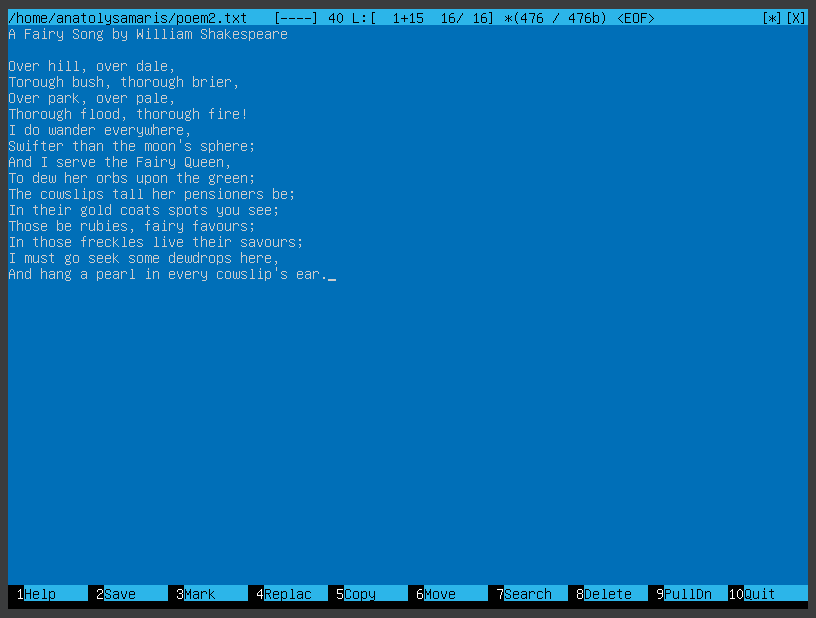 /home/anatolysamaris/poem2.txt [----] 40 L:[ 1+15 16/ 16] *(476 / 476b) <EOF> [*][X]
A Fairy Song by William Shakespeare
Over hill, over dale,
Torough bush, thorough brier,
Over park, over pale,
Thorough flood, thorough fire!
I do wander everywhere,
Swifter than the moon's sphere;
And I serve the Fairy Queen,
To dew her orbs upon the green;
The cowslips tall her pensioners be;
In their gold coats spots you see;
Those be rubies, fairy favours;
In those freckles live their savours;
I must go seek some dewdrops here,
And hang a pearl in every cowslip's ear.
1Help 2Save 3Mark 4Replac 5Copy 6Move 7Search 8Delete 9PullDn 10Quit